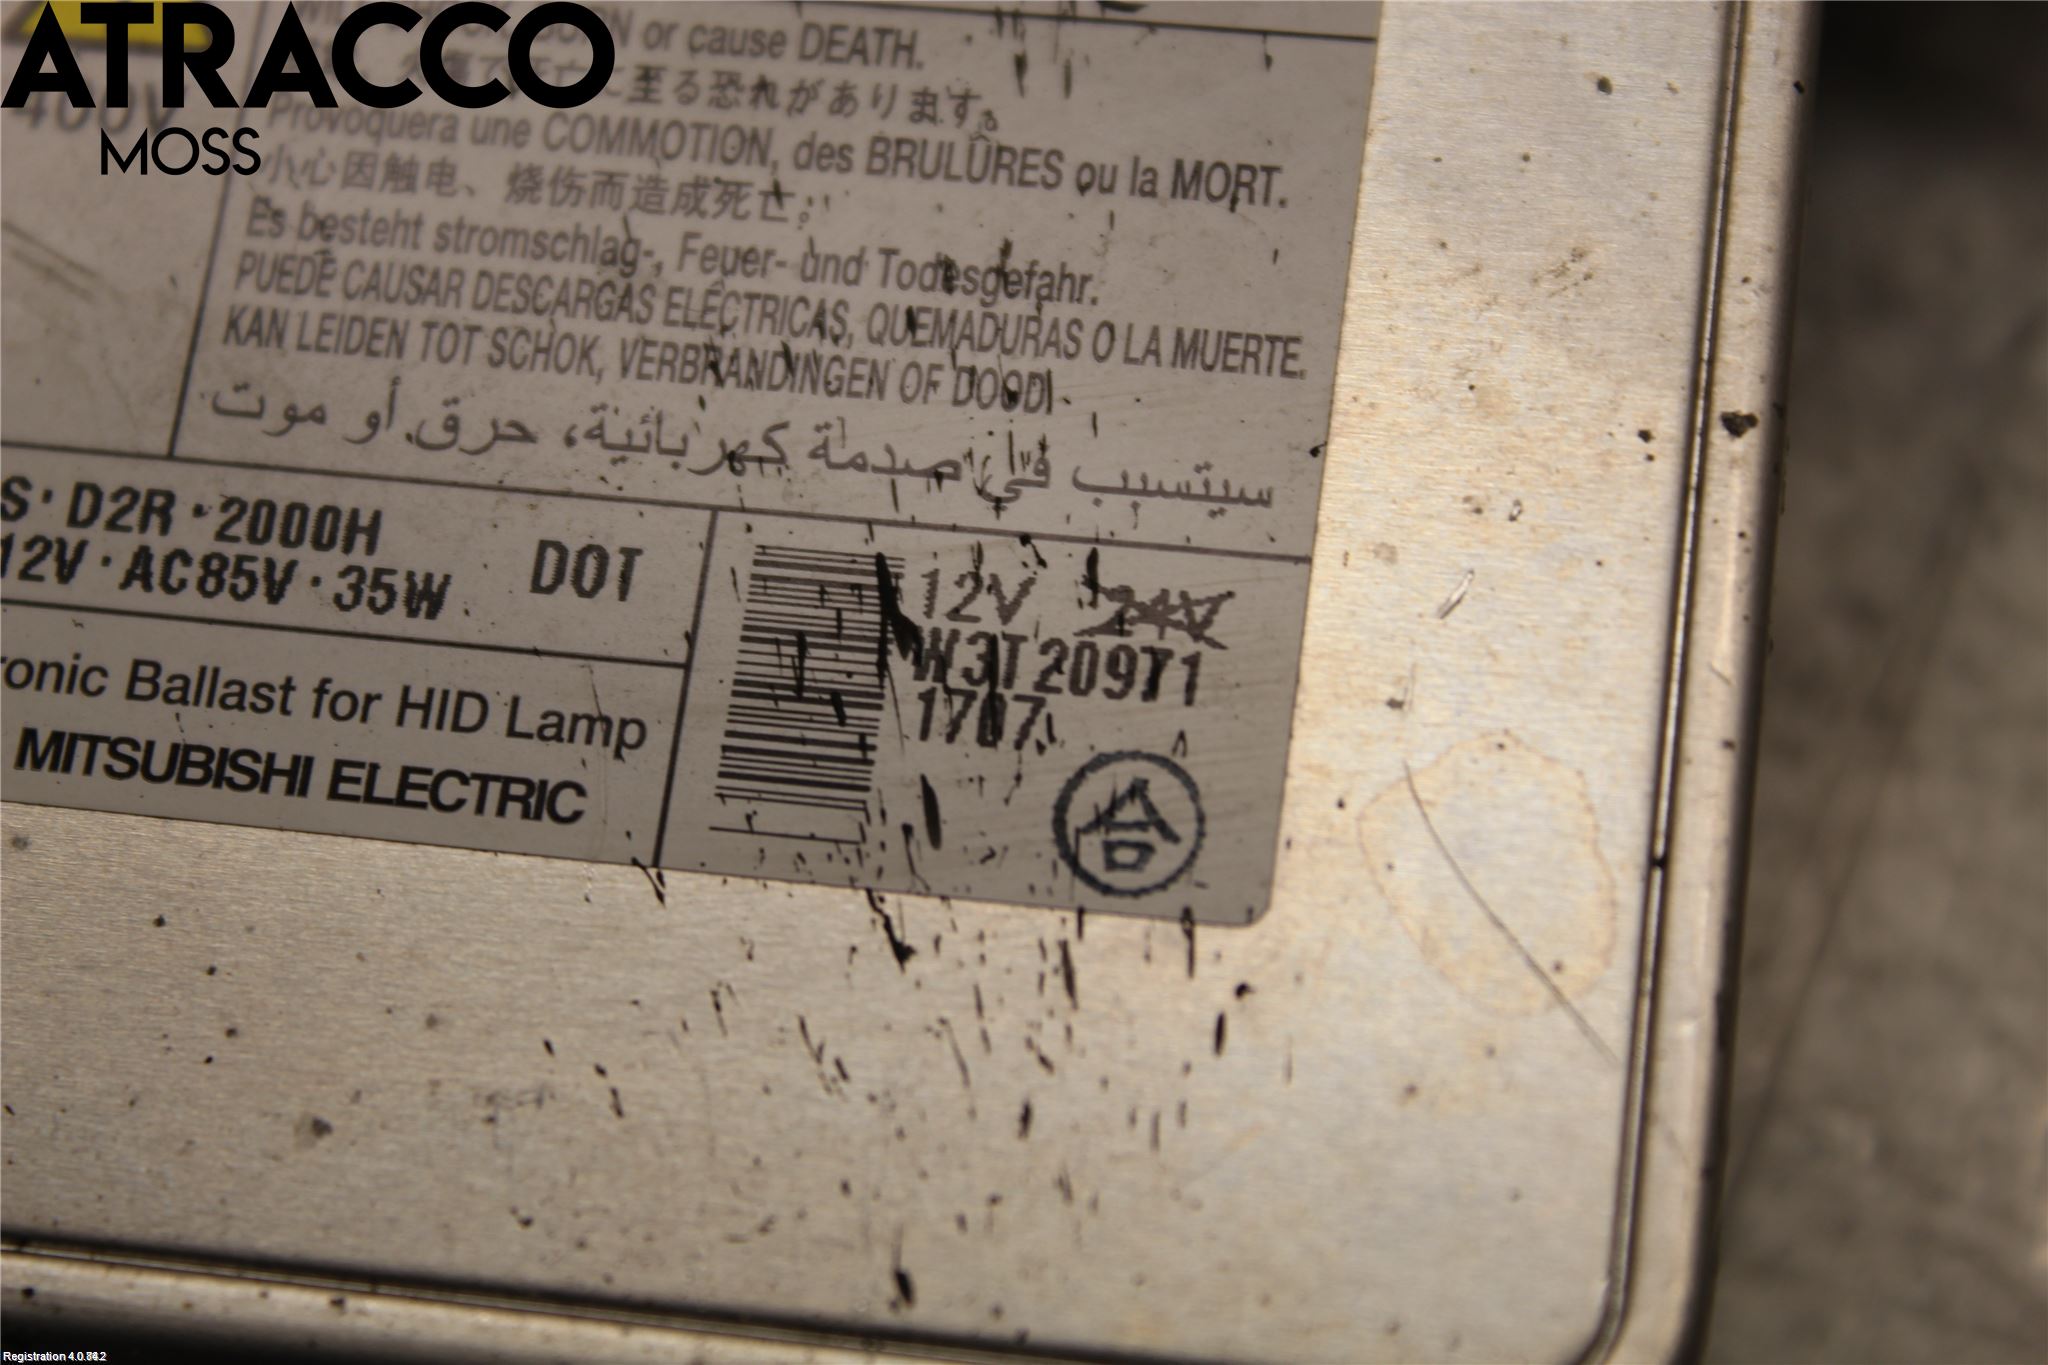 ATRACCO
MOSS
or cause DEATH.
至る恐れがあります。
400V
Provoquera une COMMOTION, des BRULÛRES ou la MORT.
小心因触电、烧伤而造成死亡。
Es besteht stromschlag-, Feuer- und Todesgefahr.
PUEDE CAUSAR DESCARGAS ELÉCTRICAS, QUEMADURAS O LA MUERTE.
KAN LEIDEN TOT SCHOK, VERBRANDINGEN OF DOOD!
سيتسبب في صدمة كهربائية، حرق أو موت
S · D2R · 2000H
12V · AC85V · 35W
DOT
12V 24V
W3T20971
1707
合
ronic Ballast for HID Lamp
MITSUBISHI ELECTRIC